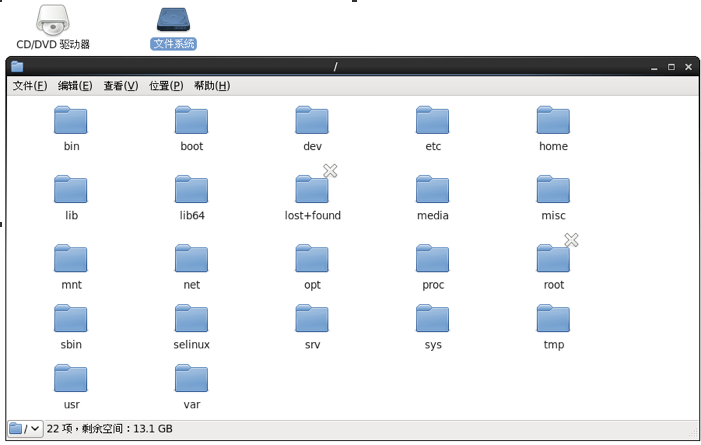 CD/DVD 驱动器 文件系统
/
文件(F) 编辑(E) 查看(V) 位置(P) 帮助(H)
bin boot dev etc home
lib lib64 lost+found media misc
mnt net opt proc root
sbin selinux srv sys tmp
usr var
/ 22 项，剩余空间：13.1 GB